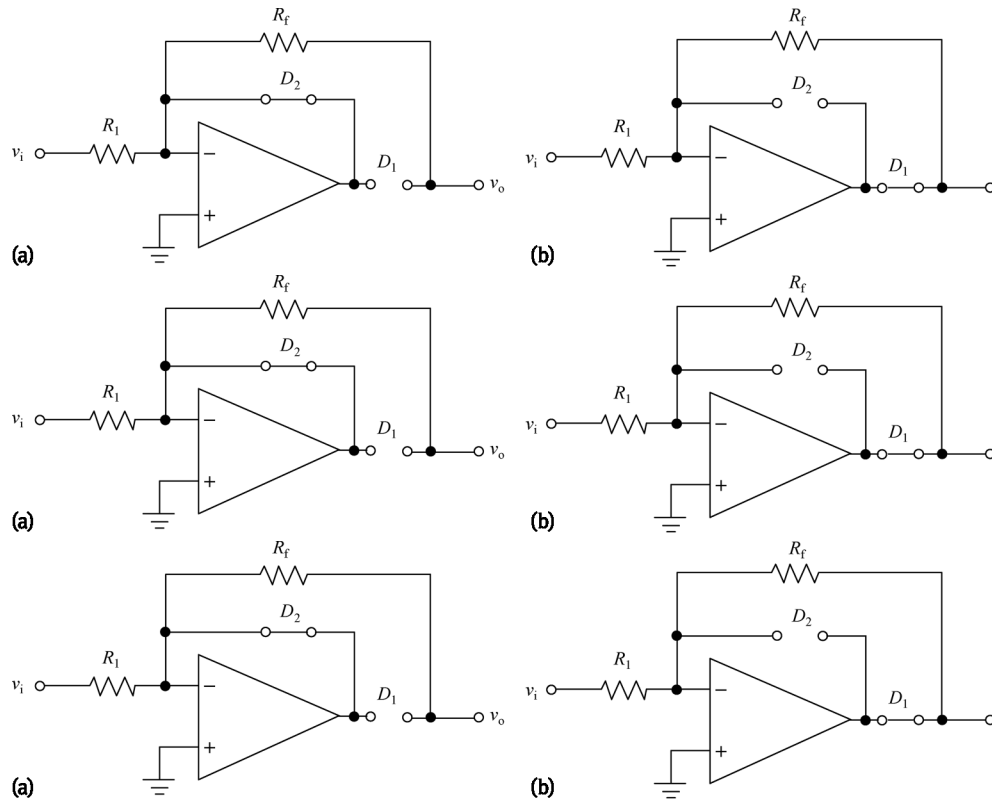 R_f R_f
D_2 D_2
R_1 R_1
v_i − D_1 v_o v_i − D_1
+ +
(a) (b)
R_f R_f
D_2 D_2
R_1 R_1
v_i − D_1 v_o v_i − D_1
+ +
(a) (b)
R_f R_f
D_2 D_2
R_1 R_1
v_i − D_1 v_o v_i − D_1
+ +
(a) (b)